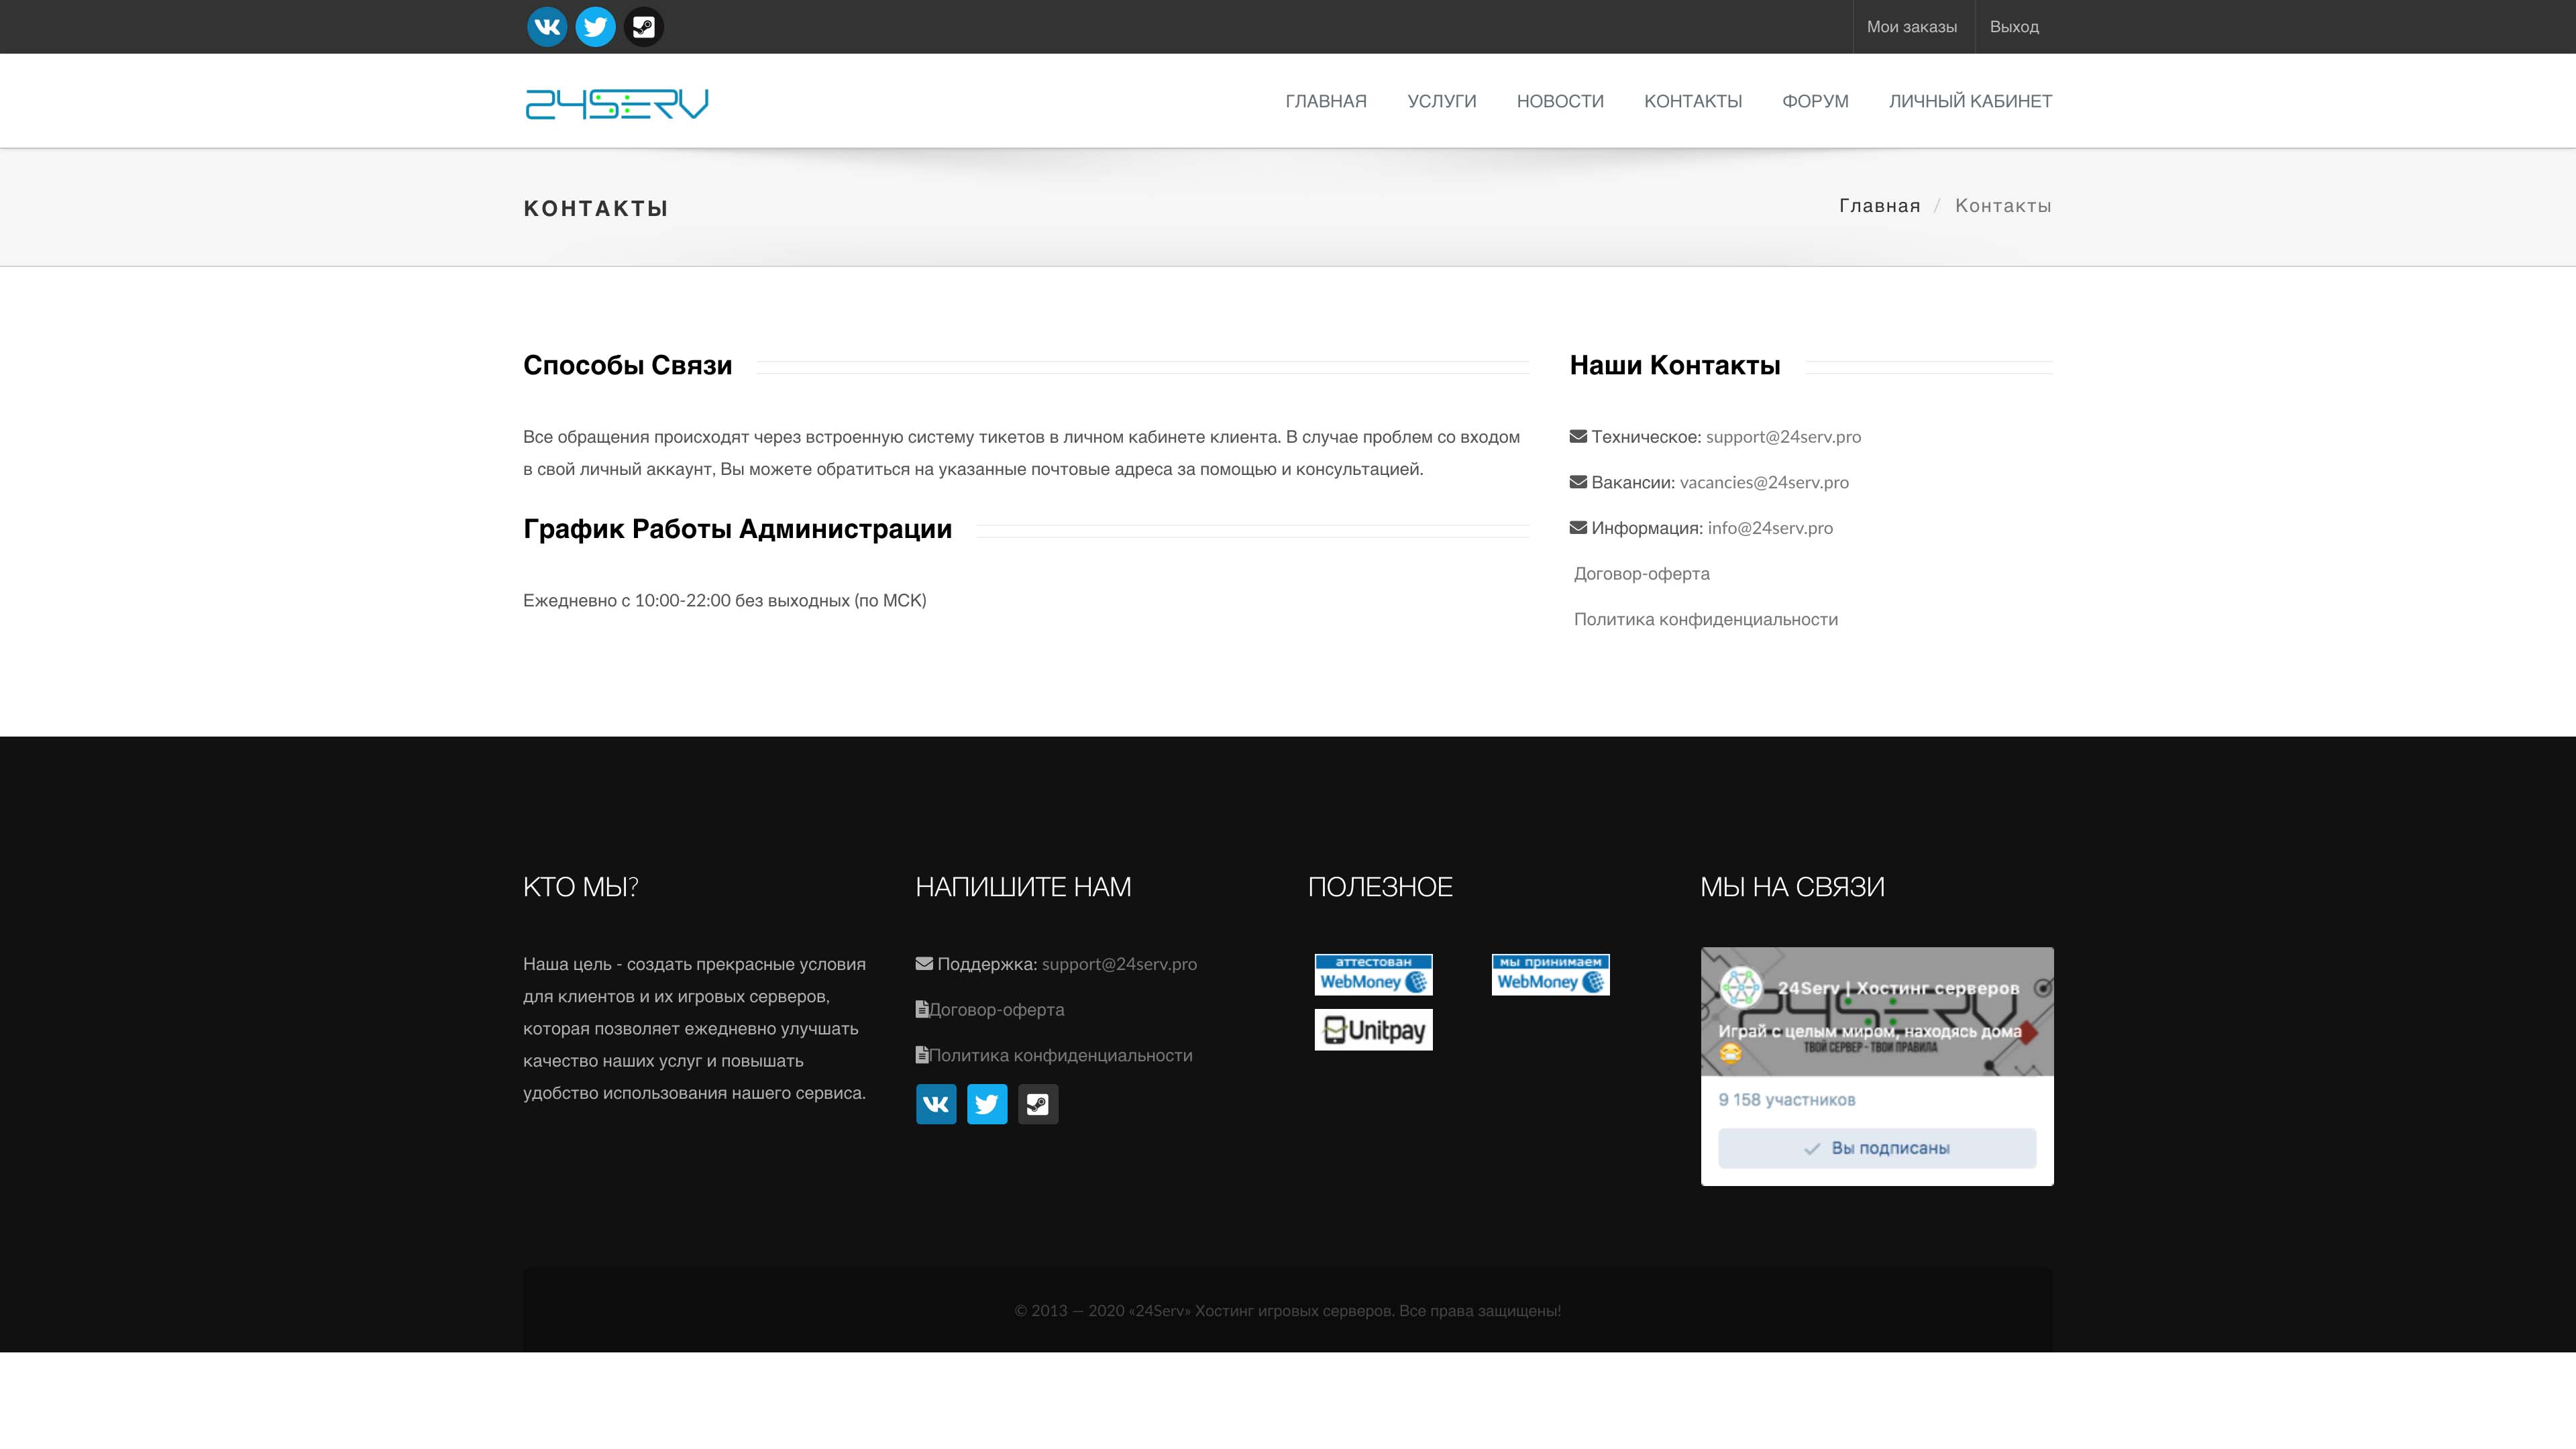 Мои заказы
Выход
24SERV
ГЛАВНАЯ
УСЛУГИ
НОВОСТИ
КОНТАКТЫ
ФОРУМ
ЛИЧНЫЙ КАБИНЕТ
КОНТАКТЫ
Главная / Контакты
Способы Связи
Все обращения происходят через встроенную систему тикетов в личном кабинете клиента. В случае проблем со входом
в свой личный аккаунт, Вы можете обратиться на указанные почтовые адреса за помощью и консультацией.
График Работы Администрации
Ежедневно с 10:00-22:00 без выходных (по МСК)
Наши Контакты
Техническое: support@24serv.pro
Вакансии: vacancies@24serv.pro
Информация: info@24serv.pro
Договор-оферта
Политика конфиденциальности
КТО МЫ?
Наша цель - создать прекрасные условия
для клиентов и их игровых серверов,
которая позволяет ежедневно улучшать
качество наших услуг и повышать
удобство использования нашего сервиса.
НАПИШИТЕ НАМ
Поддержка: support@24serv.pro
Договор-оферта
Политика конфиденциальности
ПОЛЕЗНОЕ
аттестован
WebMoney
мы принимаем
WebMoney
Unitpay
МЫ НА СВЯЗИ
24Serv | Хостинг серверов
24SERV
Играй с целым миром, находясь дома
ТВОЙ СЕРВЕР - ТВОИ ПРАВИЛА
9 158 участников
Вы подписаны
© 2013 — 2020 «24Serv» Хостинг игровых серверов. Все права защищены!